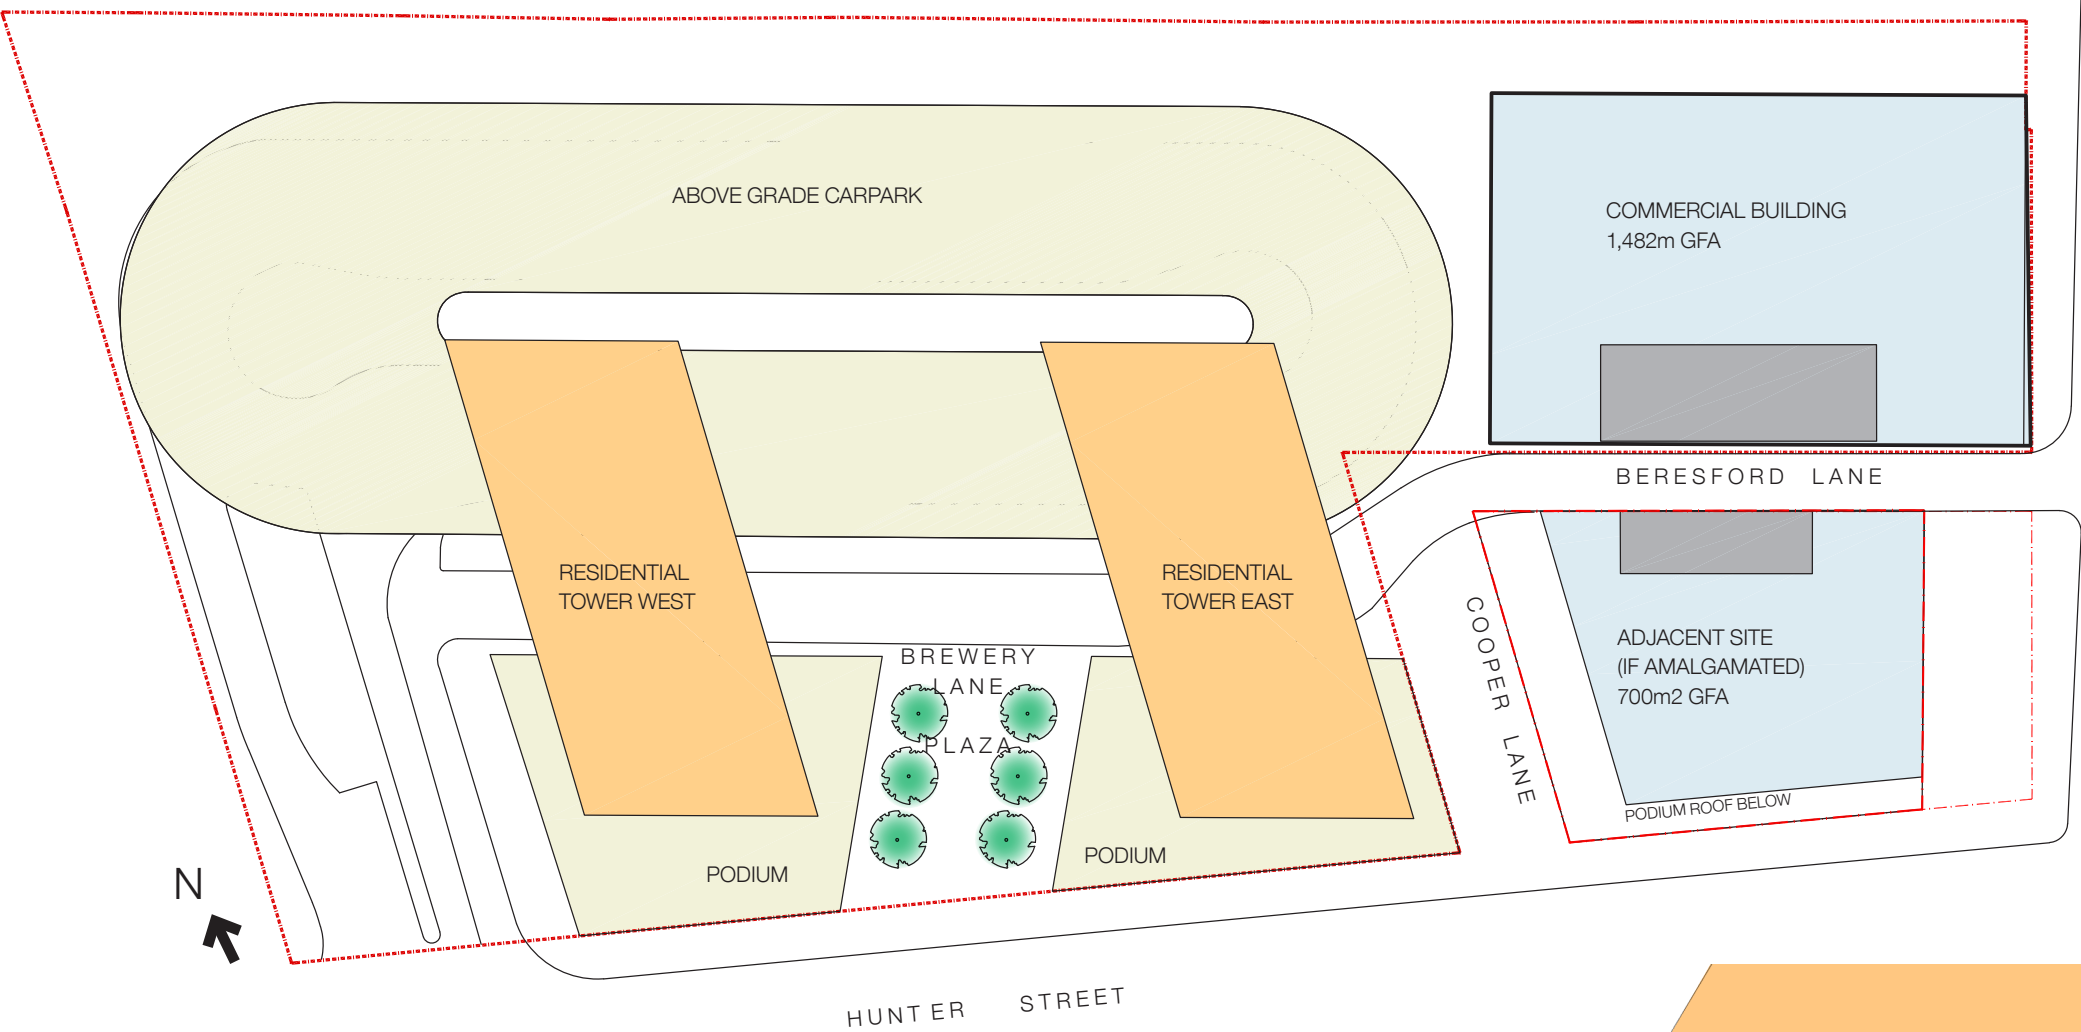 ABOVE GRADE CARPARK
COMMERCIAL BUILDING
1,482m GFA
BERESFORD LANE
RESIDENTIAL
TOWER WEST
RESIDENTIAL
TOWER EAST
COOPER LANE
ADJACENT SITE
(IF AMALGAMATED)
700m2 GFA
BREWERY
LANE
PLAZA
PODIUM ROOF BELOW
PODIUM
PODIUM
N
HUNTER STREET